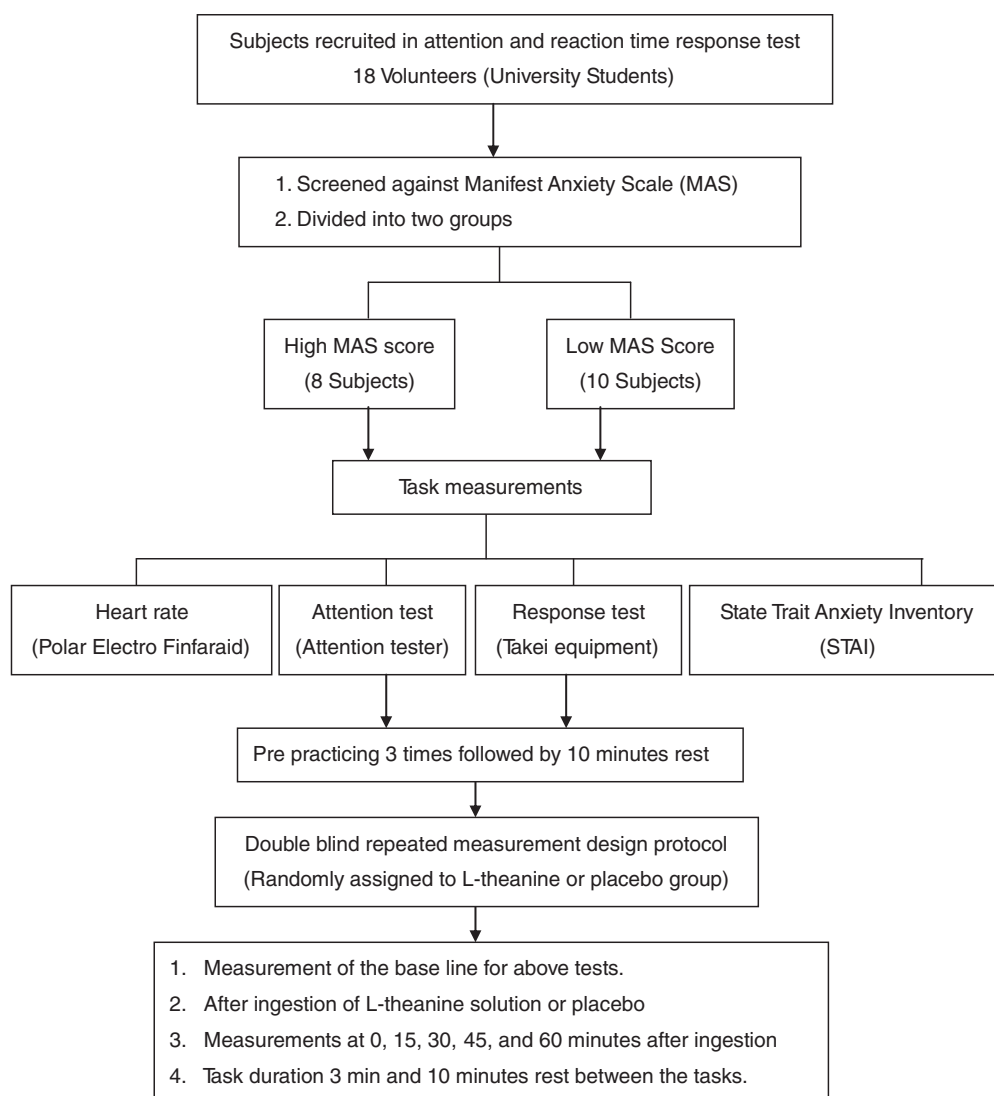 Subjects recruited in attention and reaction time response test
18 Volunteers (University Students)
1. Screened against Manifest Anxiety Scale (MAS)
2. Divided into two groups
High MAS score
(8 Subjects)
Low MAS Score
(10 Subjects)
Task measurements
Heart rate
(Polar Electro Finfaraid)
Attention test
(Attention tester)
Response test
(Takei equipment)
State Trait Anxiety Inventory
(STAI)
Pre practicing 3 times followed by 10 minutes rest
Double blind repeated measurement design protocol
(Randomly assigned to L-theanine or placebo group)
1. Measurement of the base line for above tests.
2. After ingestion of L-theanine solution or placebo
3. Measurements at 0, 15, 30, 45, and 60 minutes after ingestion
4. Task duration 3 min and 10 minutes rest between the tasks.